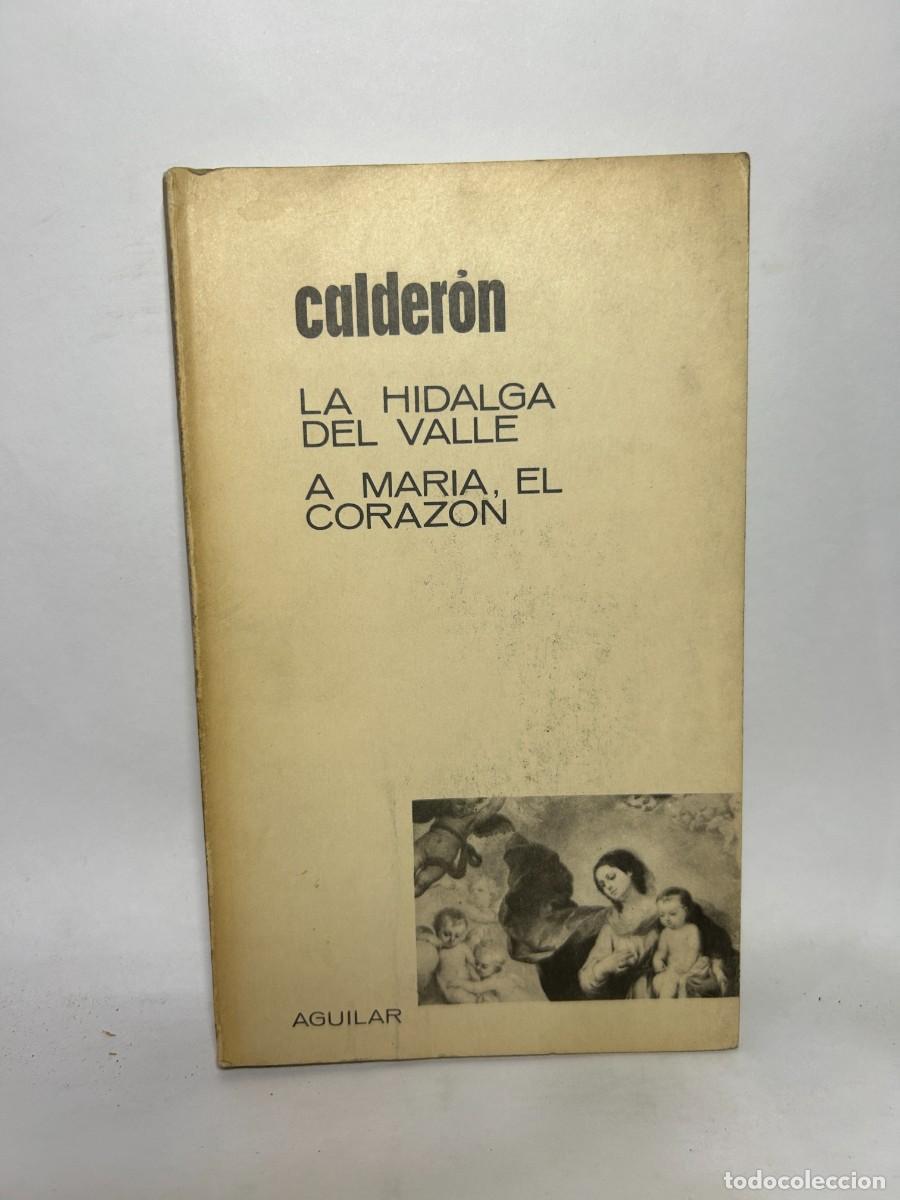 calderón
LA HIDALGA
DEL VALLE
A MARIA, EL
CORAZON
AGUILAR
todocoleccion